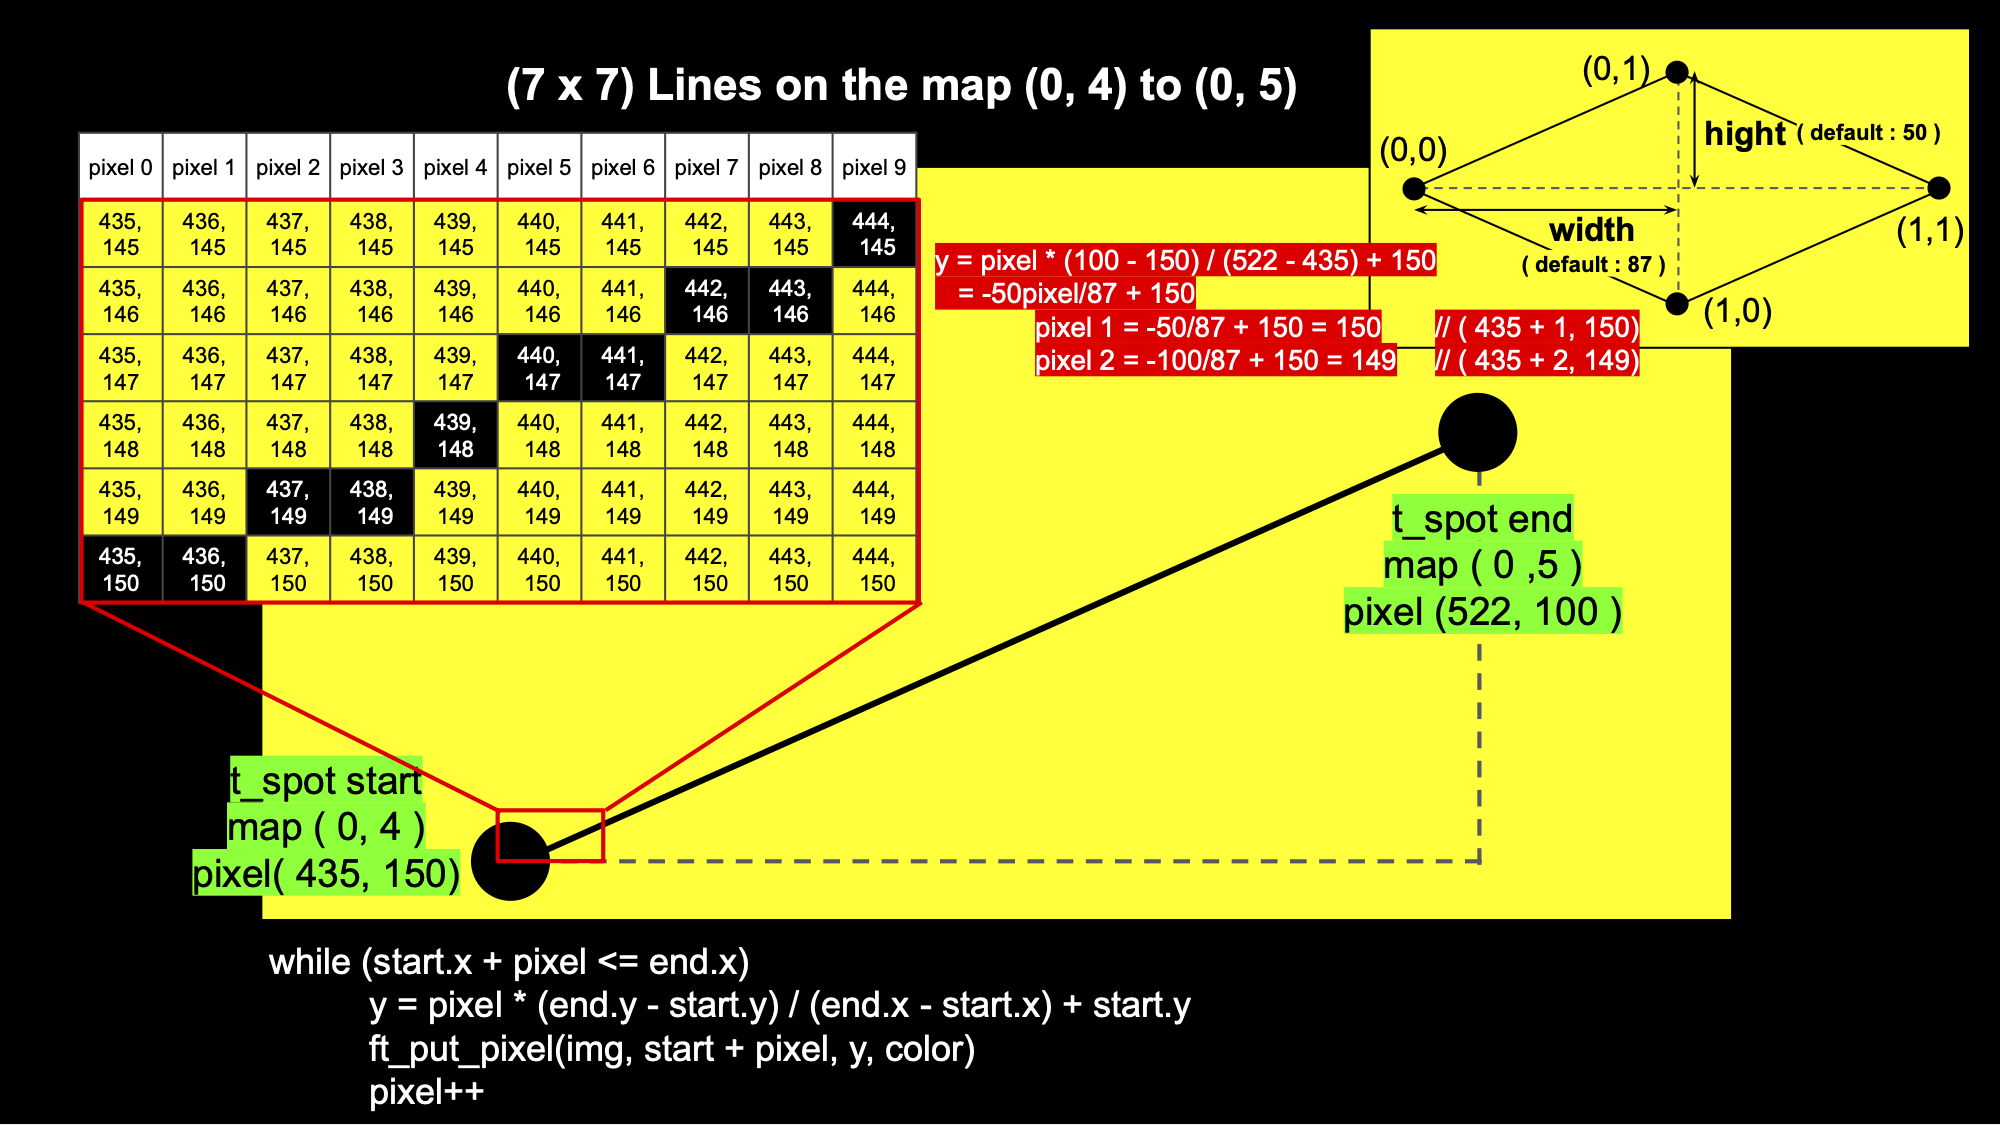 (7 x 7) Lines on the map (0, 4) to (0, 5)
(0,1)
hight ( default : 50 )
(0,0)
width
( default : 87 )
(1,1)
(1,0)
pixel 0 pixel 1 pixel 2 pixel 3 pixel 4 pixel 5 pixel 6 pixel 7 pixel 8 pixel 9
435, 436, 437, 438, 439, 440, 441, 442, 443, 444,
145 145 145 145 145 145 145 145 145 145
435, 436, 437, 438, 439, 440, 441, 442, 443, 444,
146 146 146 146 146 146 146 146 146 146
435, 436, 437, 438, 439, 440, 441, 442, 443, 444,
147 147 147 147 147 147 147 147 147 147
435, 436, 437, 438, 439, 440, 441, 442, 443, 444,
148 148 148 148 148 148 148 148 148 148
435, 436, 437, 438, 439, 440, 441, 442, 443, 444,
149 149 149 149 149 149 149 149 149 149
435, 436, 437, 438, 439, 440, 441, 442, 443, 444,
150 150 150 150 150 150 150 150 150 150
y = pixel * (100 - 150) / (522 - 435) + 150
= -50pixel/87 + 150
pixel 1 = -50/87 + 150 = 150 // ( 435 + 1, 150)
pixel 2 = -100/87 + 150 = 149 // ( 435 + 2, 149)
t_spot end
map ( 0 ,5 )
pixel (522, 100 )
t_spot start
map ( 0, 4 )
pixel( 435, 150)
while (start.x + pixel <= end.x)
y = pixel * (end.y - start.y) / (end.x - start.x) + start.y
ft_put_pixel(img, start + pixel, y, color)
pixel++